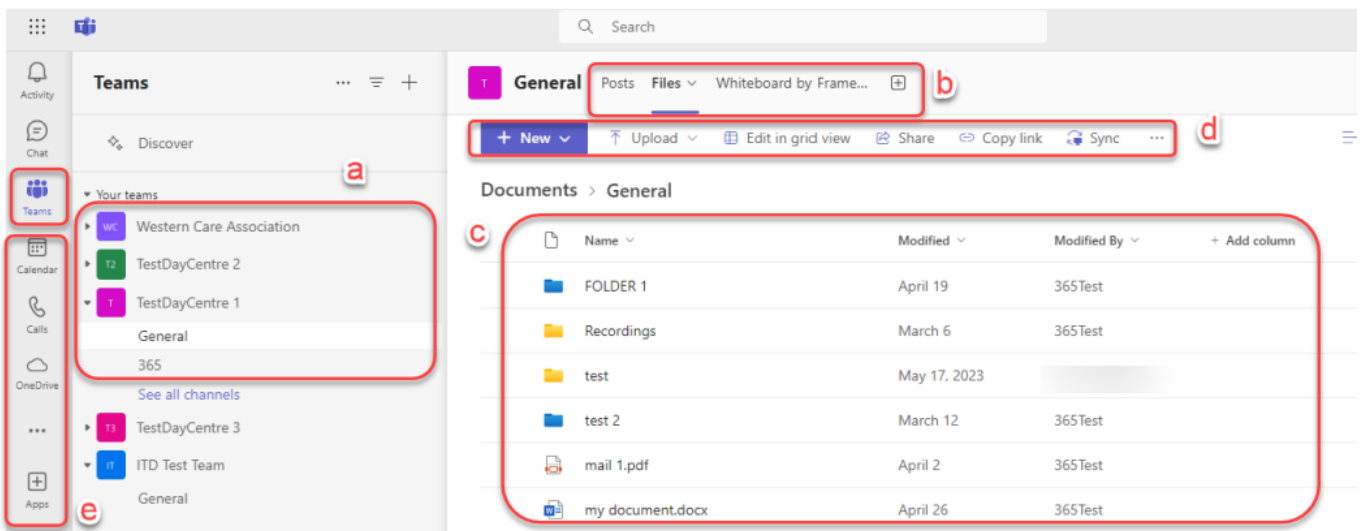 Search
Activity
Chat
Teams
Calendar
Calls
OneDrive
Apps
e
Teams
Discover
a
Your teams
WC Western Care Association
T2 TestDayCentre 2
T TestDayCentre 1
General
365
See all channels
T3 TestDayCentre 3
IT ITD Test Team
General
T General Posts Files Whiteboard by Frame... b
+ New Upload Edit in grid view Share Copy link Sync ... d
Documents > General
c
Name Modified Modified By + Add column
FOLDER 1 April 19 365Test
Recordings March 6 365Test
test May 17, 2023
test 2 March 12 365Test
mail 1.pdf April 2 365Test
my document.docx April 26 365Test